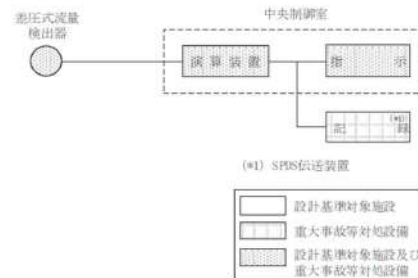 差圧式流量
検出器
中央制御室
演算装置
指示
(*1)
記録
(*1) SPDS伝送装置
設計基準対象施設
重大事故等対処設備
設計基準対象施設及び
重大事故等対処設備